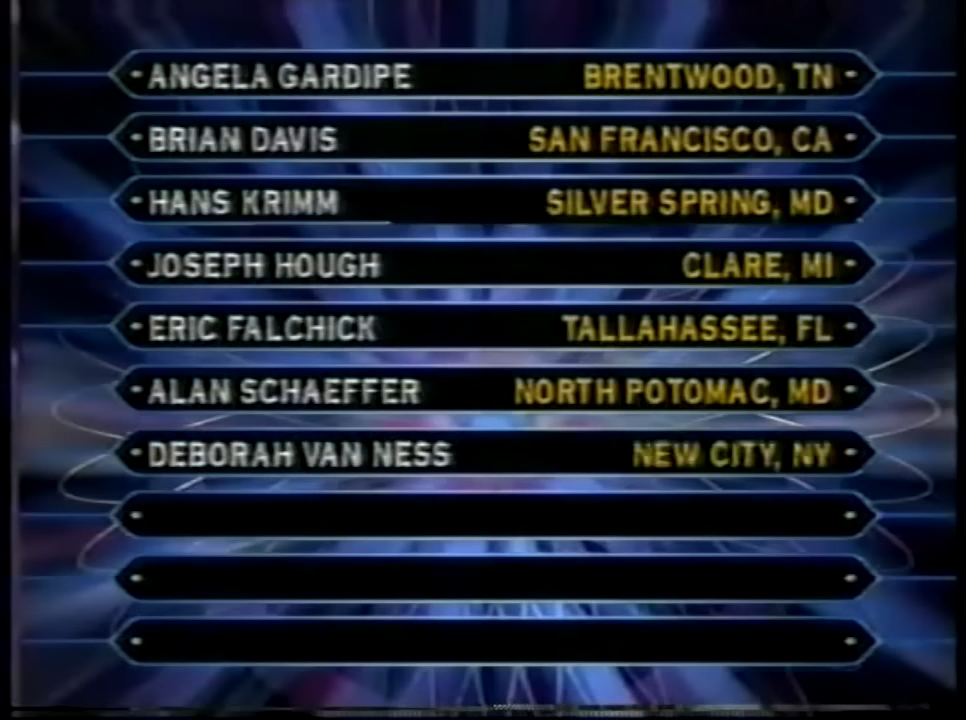 ANGELA GARDIPE BRENTWOOD, TN
BRIAN DAVIS SAN FRANCISCO, CA
HANS KRIMM SILVER SPRING, MD
JOSEPH HOUGH CLARE, MI
ERIC FALCHICK TALLAHASSEE, FL
ALAN SCHAEFFER NORTH POTOMAC, MD
DEBORAH VAN NESS NEW CITY, NY